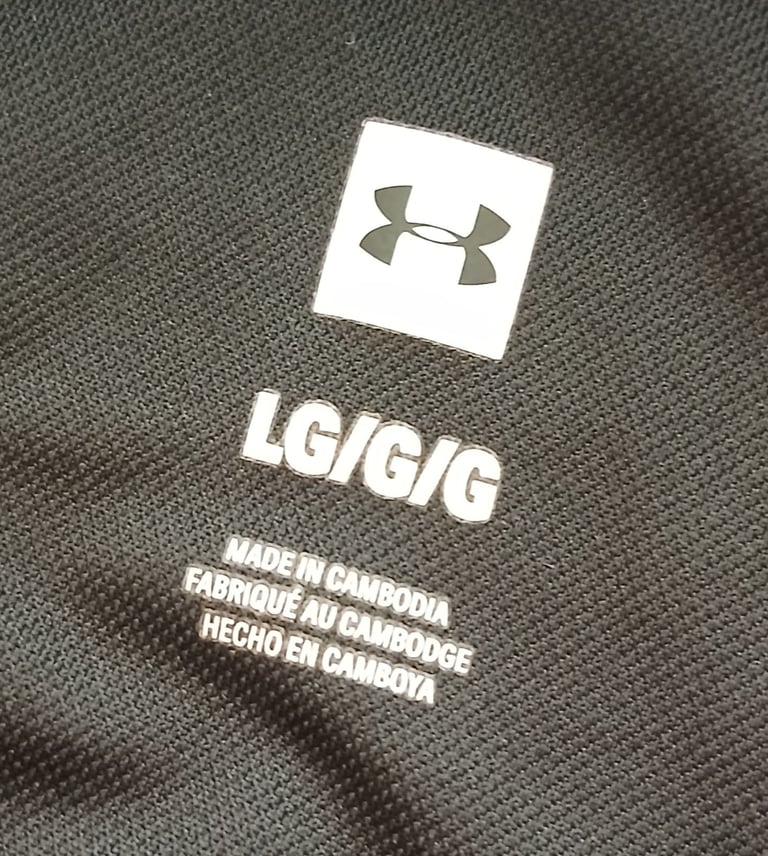 LG/G/G
MADE IN CAMBODIA
FABRIQUÉ AU CAMBODGE
HECHO EN CAMBOYA